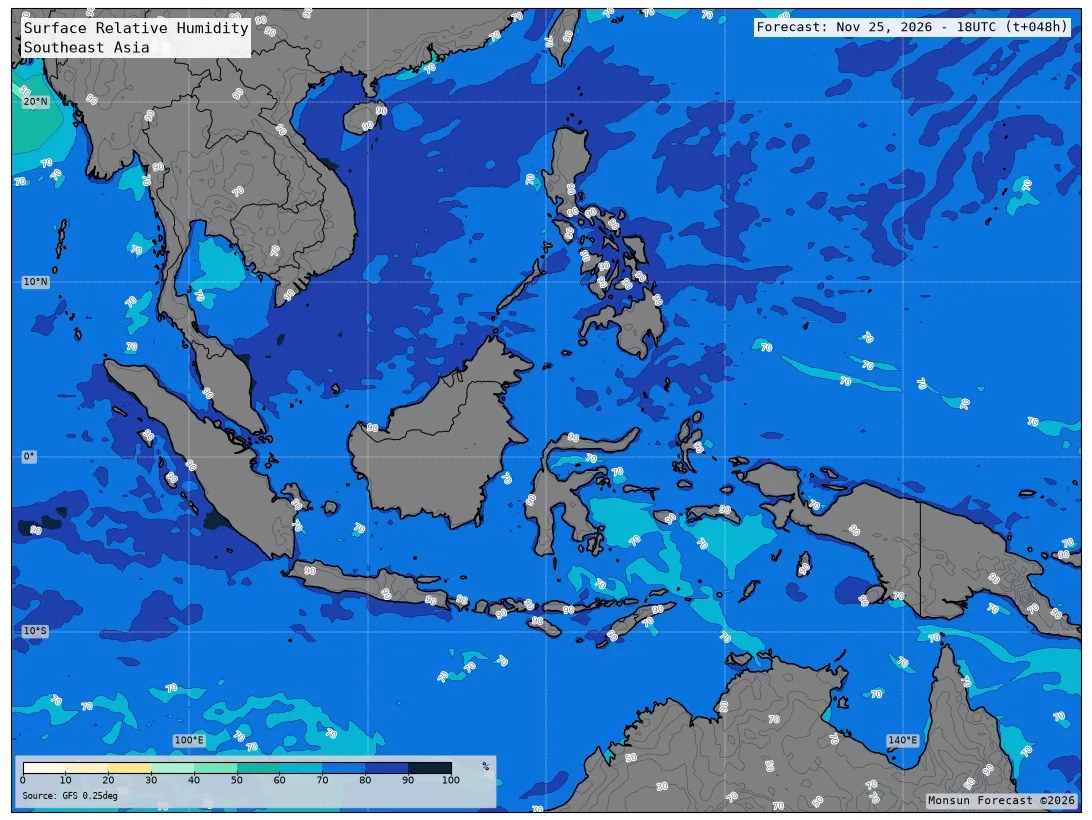 Surface Relative Humidity
Southeast Asia
Forecast: Nov 25, 2026 - 18UTC (t+048h)
20°N
10°N
0°
10°S
100°E
140°E
0 10 20 30 40 50 60 70 80 90 100
%
Source: GFS 0.25deg
Monsun Forecast ©2026